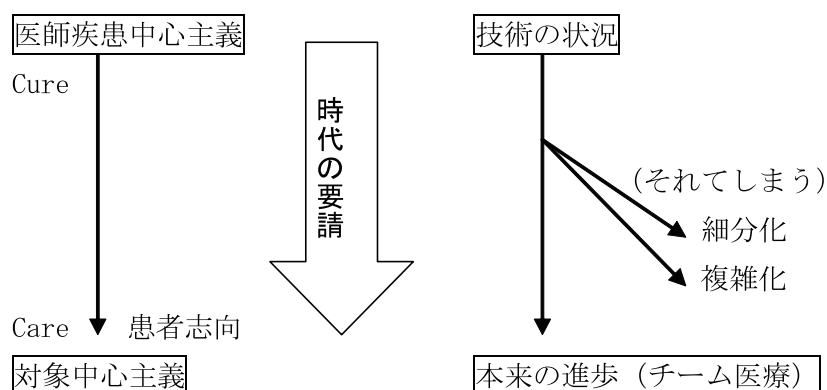 医師疾患中心主義
Cure
Care
患者志向
対象中心主義
時代の要請
技術の状況
(それてしまう)
細分化
複雑化
本来の進歩(チーム医療)